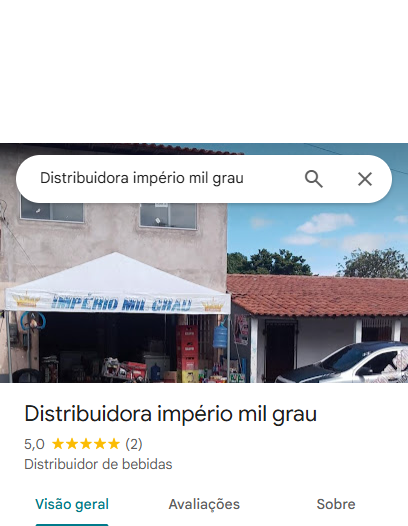 Distribuidora império mil grau
IMPÉRIO MIL GRAU
Distribuidora império mil grau
5,0 ★★★★★ (2)
Distribuidor de bebidas
Visão geral
Avaliações
Sobre